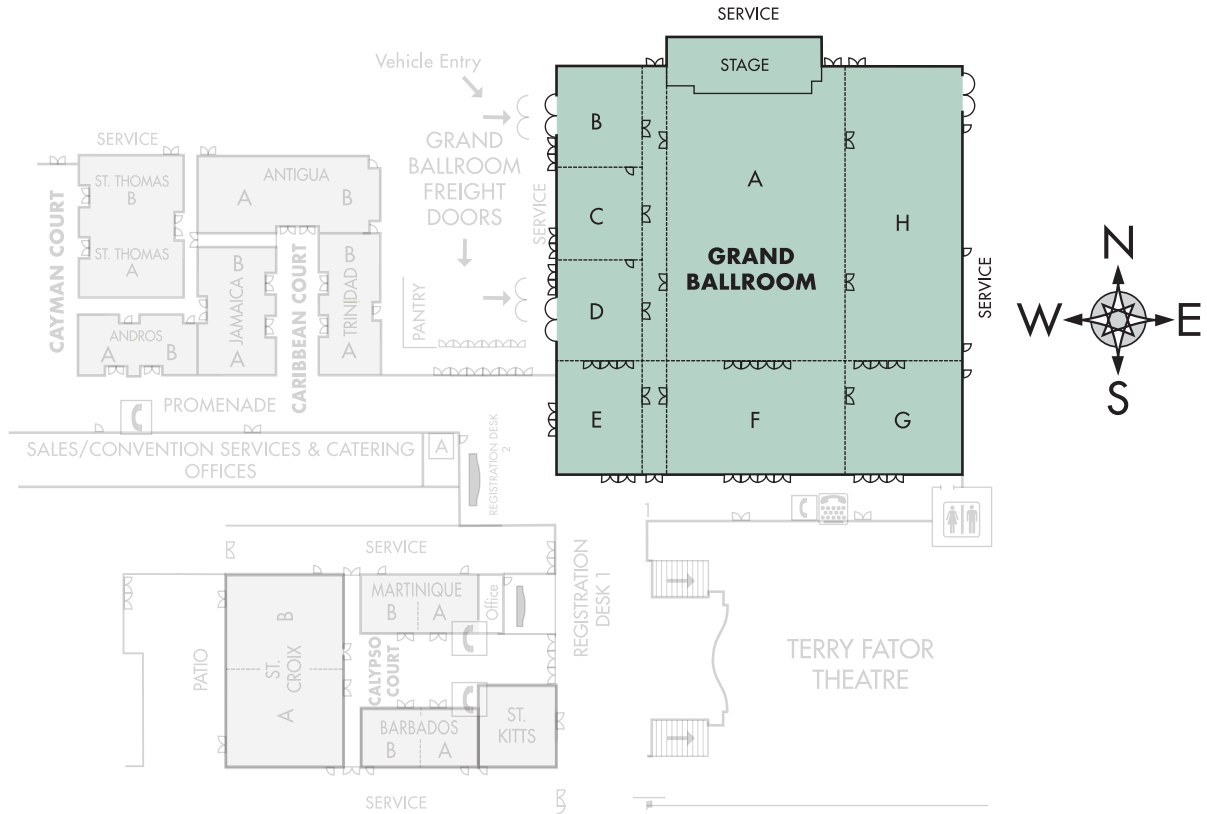 SERVICE
STAGE
Vehicle Entry
GRAND
BALLROOM
FREIGHT
DOORS
SERVICE
B
C
D
E
A
GRAND
BALLROOM
F
H
G
SERVICE
N
W
E
S
SERVICE
CAYMAN COURT
ST. THOMAS
B
ST. THOMAS
A
ANTIGUA
A
B
ANDROS
A
B
B
JAMAICA
A
CARIBBEAN COURT
B
TRINIDAD
A
PANTRY
PROMENADE
SALES/CONVENTION SERVICES & CATERING
OFFICES
A
REGISTRATION DESK
2
SERVICE
PATIO
B
ST.
CROIX
A
MARTINIQUE
B
A
Office
CALYPSO
COURT
BARBADOS
B
A
ST.
KITTS
SERVICE
REGISTRATION
DESK 1
1
TERRY FATOR
THEATRE